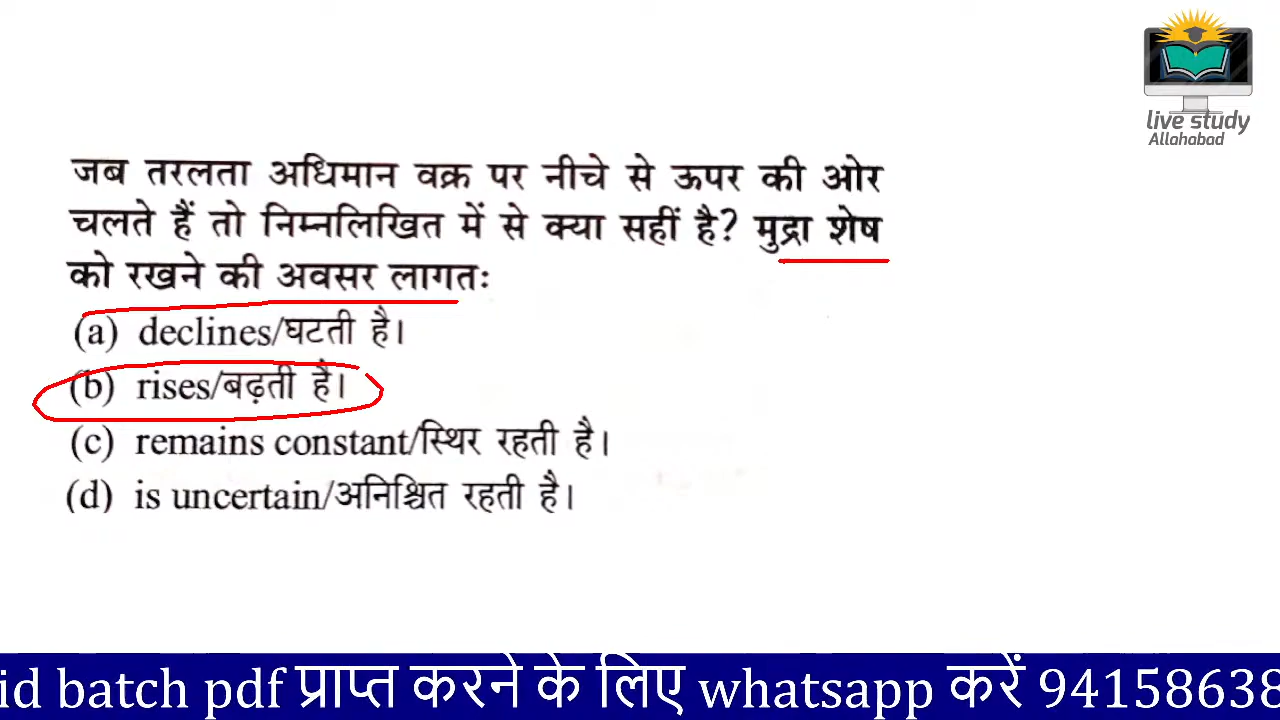 live study
Allahabad
जब तरलता अधिमान वक्र पर नीचे से ऊपर की ओर
चलते हैं तो निम्नलिखित में से क्या सहीं है? मुद्रा शेष
को रखने की अवसर लागतः
(a) declines/घटती है।
(b) rises/बढ़ती है।
(c) remains constant/स्थिर रहती है।
(d) is uncertain/अनिश्चित रहती है।
id batch pdf प्राप्त करने के लिए whatsapp करें 94158638